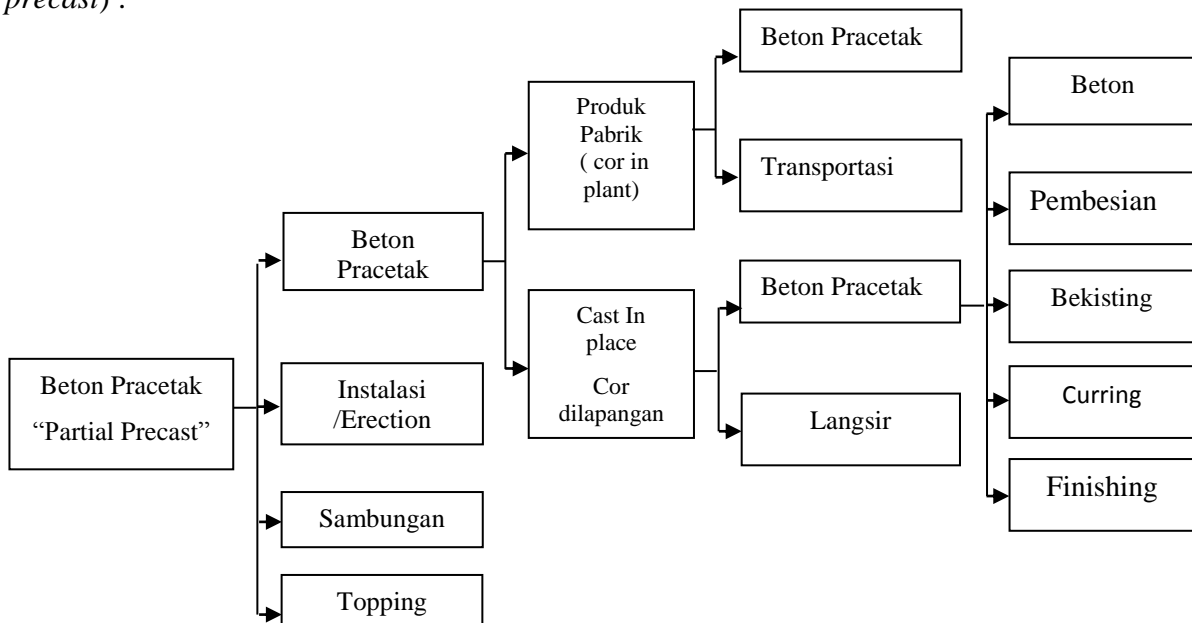 precast) :
Beton Pracetak
“Partial Precast”
Beton
Pracetak
Instalasi
/Erection
Sambungan
Topping
Produk
Pabrik
( cor in
plant)
Cast In
place
Cor
dilapangan
Beton Pracetak
Transportasi
Beton Pracetak
Langsir
Beton
Pembesian
Bekisting
Curring
Finishing